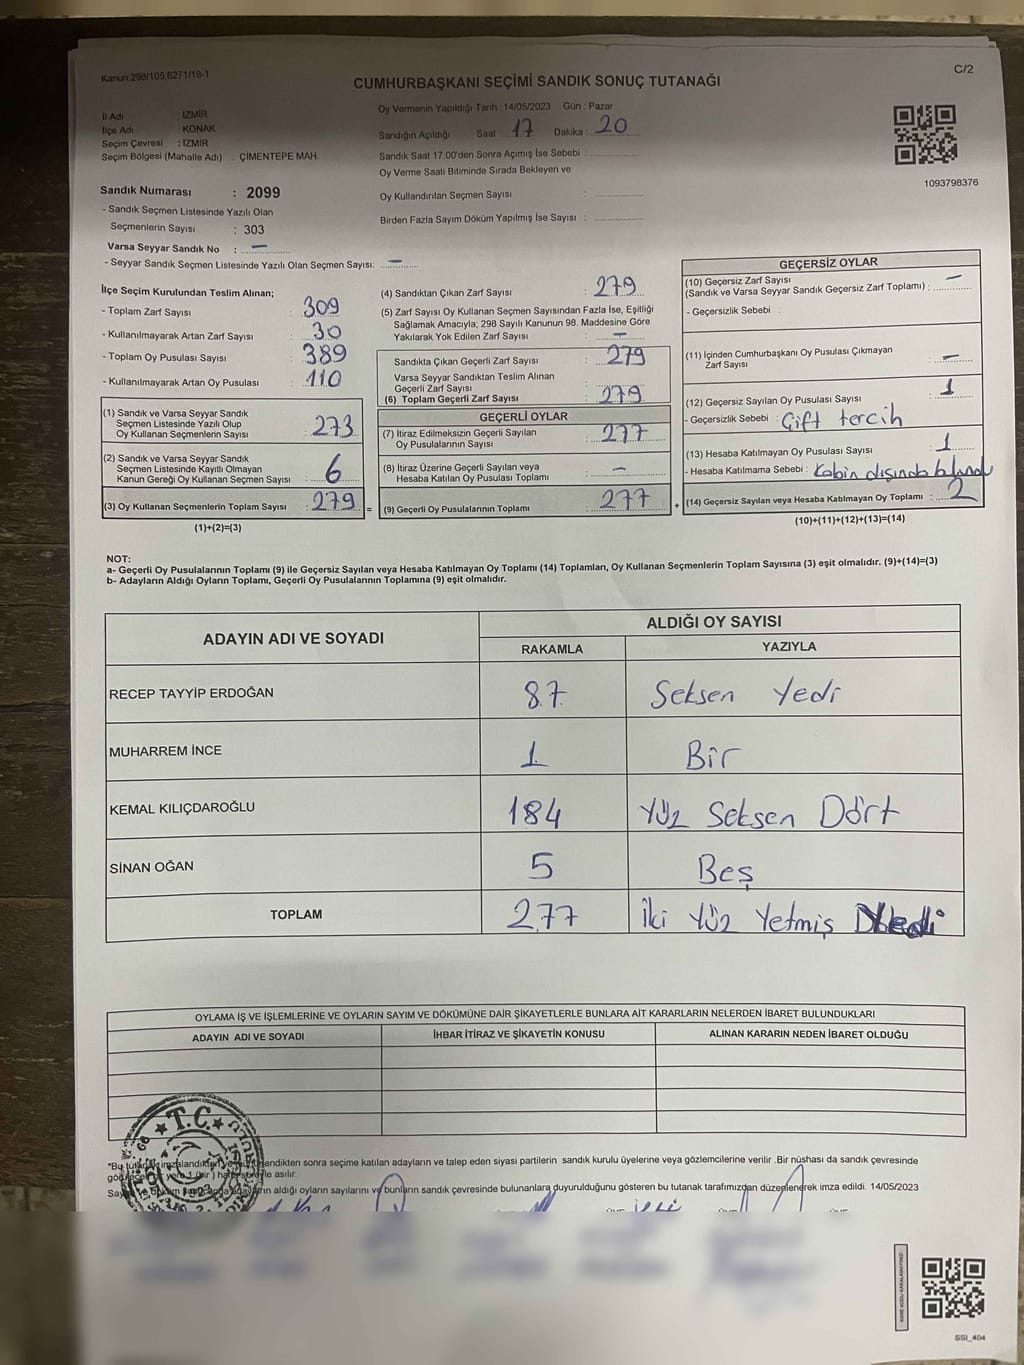 Kanun:298/105,6271/18-1
C/2
CUMHURBAŞKANI SEÇİMİ SANDIK SONUÇ TUTANAĞI
İl Adı İZMİR
İlçe Adı KONAK
Seçim Çevresi : İZMİR
Seçim Bölgesi (Mahalle Adı) : ÇİMENTEPE MAH.
Oy Vermenin Yapıldığı Tarih : 14/05/2023 Gün : Pazar
Sandığın Açıldığı Saat 17 Dakika : 20
Sandık Saat 17:00'den Sonra Açımış İse Sebebi :
Oy Verme Saati Bitiminde Sırada Bekleyen ve
Oy Kullandırılan Seçmen Sayısı :
Birden Fazla Sayım Döküm Yapılmış İse Sayısı :
1093798376
Sandık Numarası : 2099
- Sandık Seçmen Listesinde Yazılı Olan
Seçmenlerin Sayısı : 303
Varsa Seyyar Sandık No : —
- Seyyar Sandık Seçmen Listesinde Yazılı Olan Seçmen Sayısı: —
İlçe Seçim Kurulundan Teslim Alınan;
- Toplam Zarf Sayısı : 309
- Kullanılmayarak Artan Zarf Sayısı : 30
- Toplam Oy Pusulası Sayısı : 389
- Kullanılmayarak Artan Oy Pusulası : 110
(1) Sandık ve Varsa Seyyar Sandık
Seçmen Listesinde Yazılı Olup
Oy Kullanan Seçmenlerin Sayısı : 273
(2) Sandık ve Varsa Seyyar Sandık
Seçmen Listesinde Kayıtlı Olmayan
Kanun Gereği Oy Kullanan Seçmen Sayısı : 6
(3) Oy Kullanan Seçmenlerin Toplam Sayısı : 279 =
(1)+(2)=(3)
(4) Sandıktan Çıkan Zarf Sayısı : 279
(5) Zarf Sayısı Oy Kullanan Seçmen Sayısından Fazla İse, Eşitliği
Sağlamak Amacıyla; 298 Sayılı Kanunun 98. Maddesine Göre
Yakılarak Yok Edilen Zarf Sayısı : —
Sandıkta Çıkan Geçerli Zarf Sayısı : 279
Varsa Seyyar Sandıktan Teslim Alınan
Geçerli Zarf Sayısı :
(6) Toplam Geçerli Zarf Sayısı : 279
GEÇERLİ OYLAR
(7) İtiraz Edilmeksizin Geçerli Sayılan
Oy Pusulalarının Sayısı : 277
(8) İtiraz Üzerine Geçerli Sayılan veya
Hesaba Katılan Oy Pusulası Toplamı : —
(9) Geçerli Oy Pusulalarının Toplamı : 277 +
GEÇERSİZ OYLAR
(10) Geçersiz Zarf Sayısı
(Sandık ve Varsa Seyyar Sandık Geçersiz Zarf Toplamı) : —
- Geçersizlik Sebebi :
(11) İçinden Cumhurbaşkanı Oy Pusulası Çıkmayan
Zarf Sayısı : —
(12) Geçersiz Sayılan Oy Pusulası Sayısı : 1
- Geçersizlik Sebebi : Çift tercih
(13) Hesaba Katılmayan Oy Pusulası Sayısı : 1
- Hesaba Katılmama Sebebi : Kabin dışında bulundu
(14) Geçersiz Sayılan veya Hesaba Katılmayan Oy Toplamı : 2
(10)+(11)+(12)+(13)=(14)
NOT:
a- Geçerli Oy Pusulalarının Toplamı (9) ile Geçersiz Sayılan veya Hesaba Katılmayan Oy Toplamı (14) Toplamları, Oy Kullanan Seçmenlerin Toplam Sayısına (3) eşit olmalıdır. (9)+(14)=(3)
b- Adayların Aldığı Oyların Toplamı, Geçerli Oy Pusulalarının Toplamına (9) eşit olmalıdır.
ADAYIN ADI VE SOYADI ALDIĞI OY SAYISI
RAKAMLA YAZIYLA
RECEP TAYYİP ERDOĞAN 87 Seksen Yedi
MUHARREM İNCE 1 Bir
KEMAL KILIÇDAROĞLU 184 Yüz Seksen Dört
SİNAN OĞAN 5 Beş
TOPLAM 277 İki Yüz Yetmiş Yedi
OYLAMA İŞ VE İŞLEMLERİNE VE OYLARIN SAYIM VE DÖKÜMÜNE DAİR ŞİKAYETLERLE BUNLARA AİT KARARLARIN NELERDEN İBARET BULUNDUKLARI
ADAYIN ADI VE SOYADI İHBAR İTİRAZ VE ŞİKAYETİN KONUSU ALINAN KARARIN NEDEN İBARET OLDUĞU
T.C.
*Bu endikten sonra seçime katılan adayların ve talep eden siyasi partilerin sandık kurulu üyelerine veya gözlemcilerine verilir .Bir nüshası da sandık çevresinde
asılır.
aldığı oyların sayılarını ve bunların sandık çevresinde bulunanlara duyurulduğunu gösteren bu tutanak tarafımızdan düzenlenerek imza edildi. 14/05/2023
GSI_404